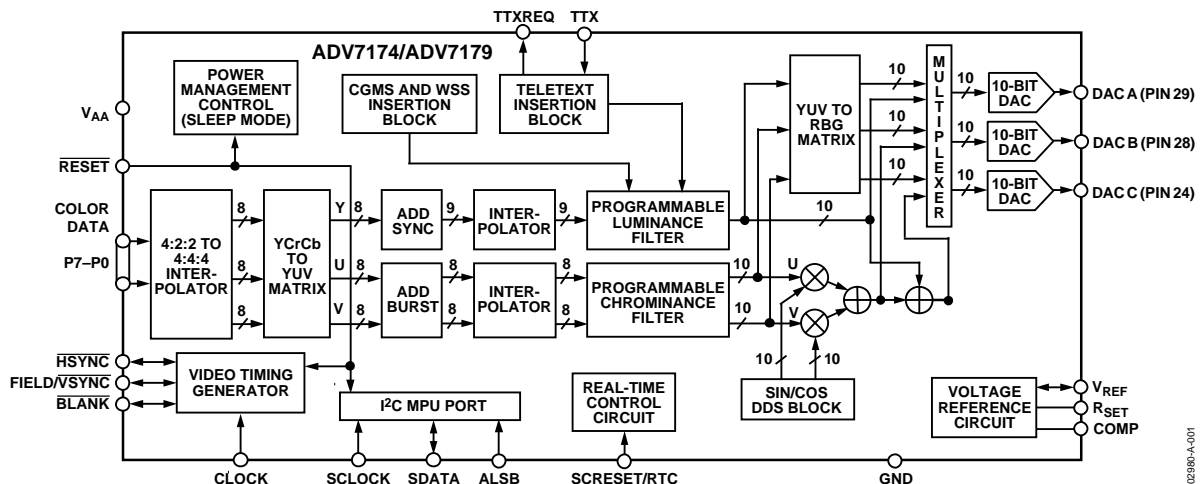 TTXREQ TTX
ADV7174/ADV7179
POWER
MANAGEMENT
CONTROL
(SLEEP MODE)
CGMS AND WSS
INSERTION
BLOCK
TELETEXT
INSERTION
BLOCK
YUV TO
RBG
MATRIX
MULTIPLEXER
10
10
10
10
10
10
10-BIT
DAC
10-BIT
DAC
10-BIT
DAC
DAC A (PIN 29)
DAC B (PIN 28)
DAC C (PIN 24)
VAA
RESET
COLOR
DATA
P7–P0
4:2:2 TO
4:4:4
INTER-
POLATOR
8
8
8
YCrCb
TO
YUV
MATRIX
Y 8
U 8
V 8
ADD
SYNC
9
INTER-
POLATOR
9
PROGRAMMABLE
LUMINANCE
FILTER
10
ADD
BURST
8
8
INTER-
POLATOR
8
8
PROGRAMMABLE
CHROMINANCE
FILTER
10
10
U
V
10
10
SIN/COS
DDS BLOCK
HSYNC
FIELD/VSYNC
BLANK
VIDEO TIMING
GENERATOR
I2C MPU PORT
REAL-TIME
CONTROL
CIRCUIT
VOLTAGE
REFERENCE
CIRCUIT
VREF
RSET
COMP
CLOCK SCLOCK SDATA ALSB SCRESET/RTC GND
02980-A-001